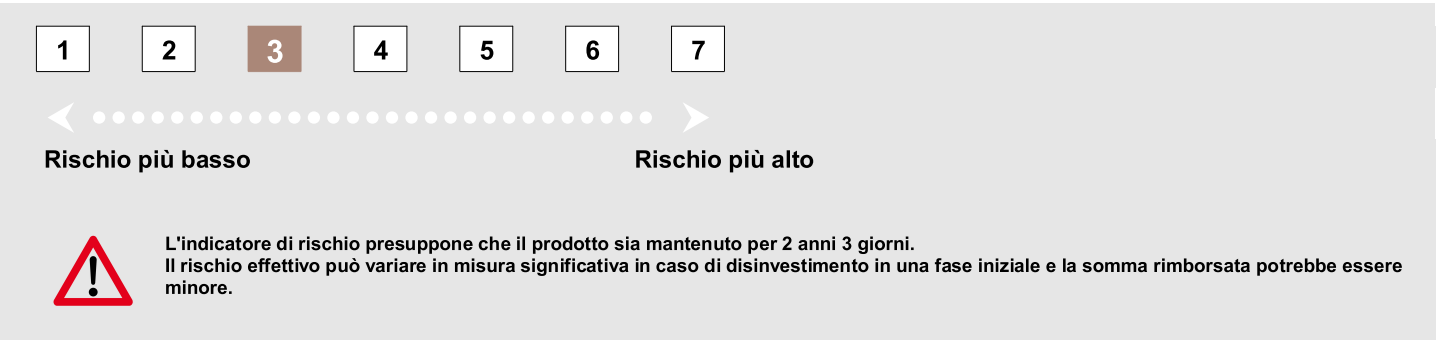 1 2 3 4 5 6 7
Rischio più basso Rischio più alto
L'indicatore di rischio presuppone che il prodotto sia mantenuto per 2 anni 3 giorni.
Il rischio effettivo può variare in misura significativa in caso di disinvestimento in una fase iniziale e la somma rimborsata potrebbe essere
minore.